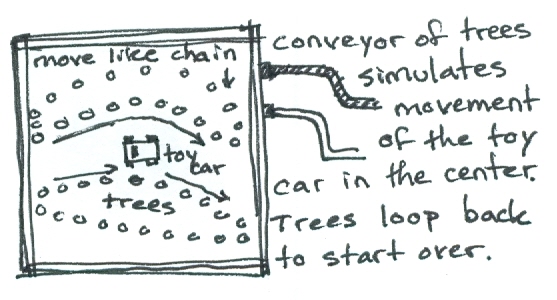 move like chain
toy
car
trees
conveyor of trees
simulates
movement
of the toy
car in the center.
Trees loop back
to start over.